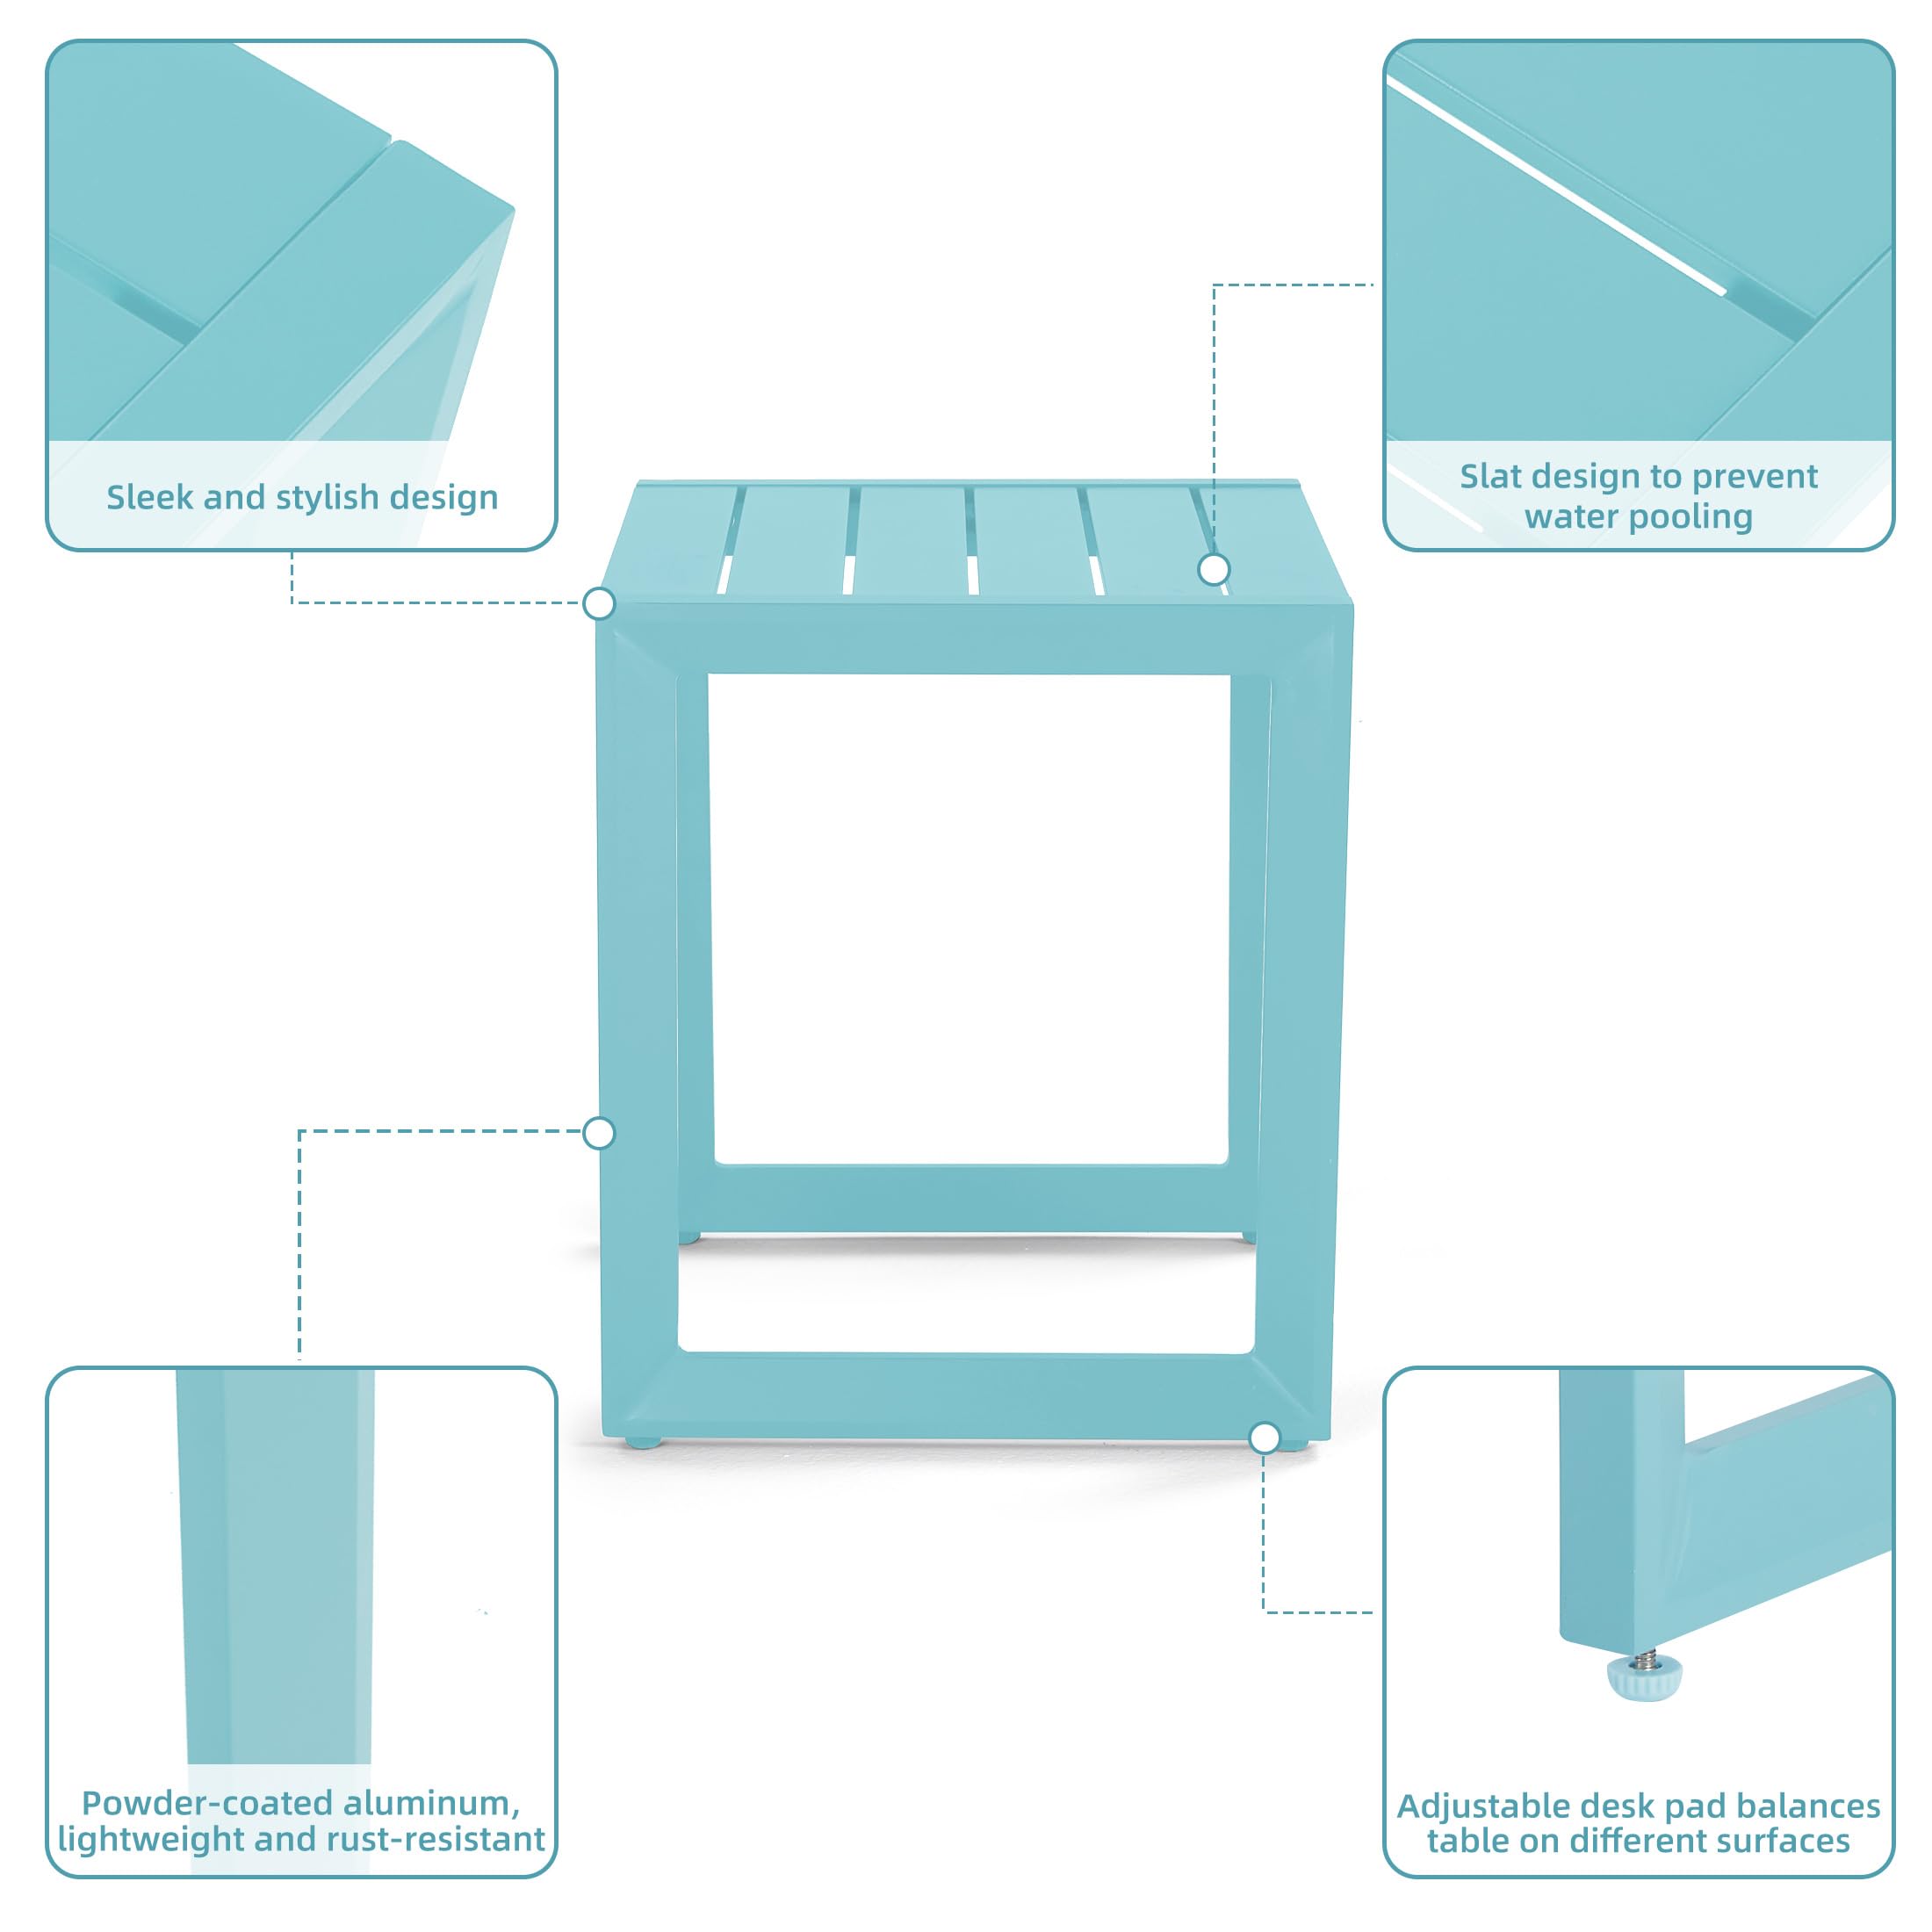 Sleek and stylish design
Slat design to prevent
water pooling
Powder-coated aluminum,
lightweight and rust-resistant
Adjustable desk pad balances
table on different surfaces